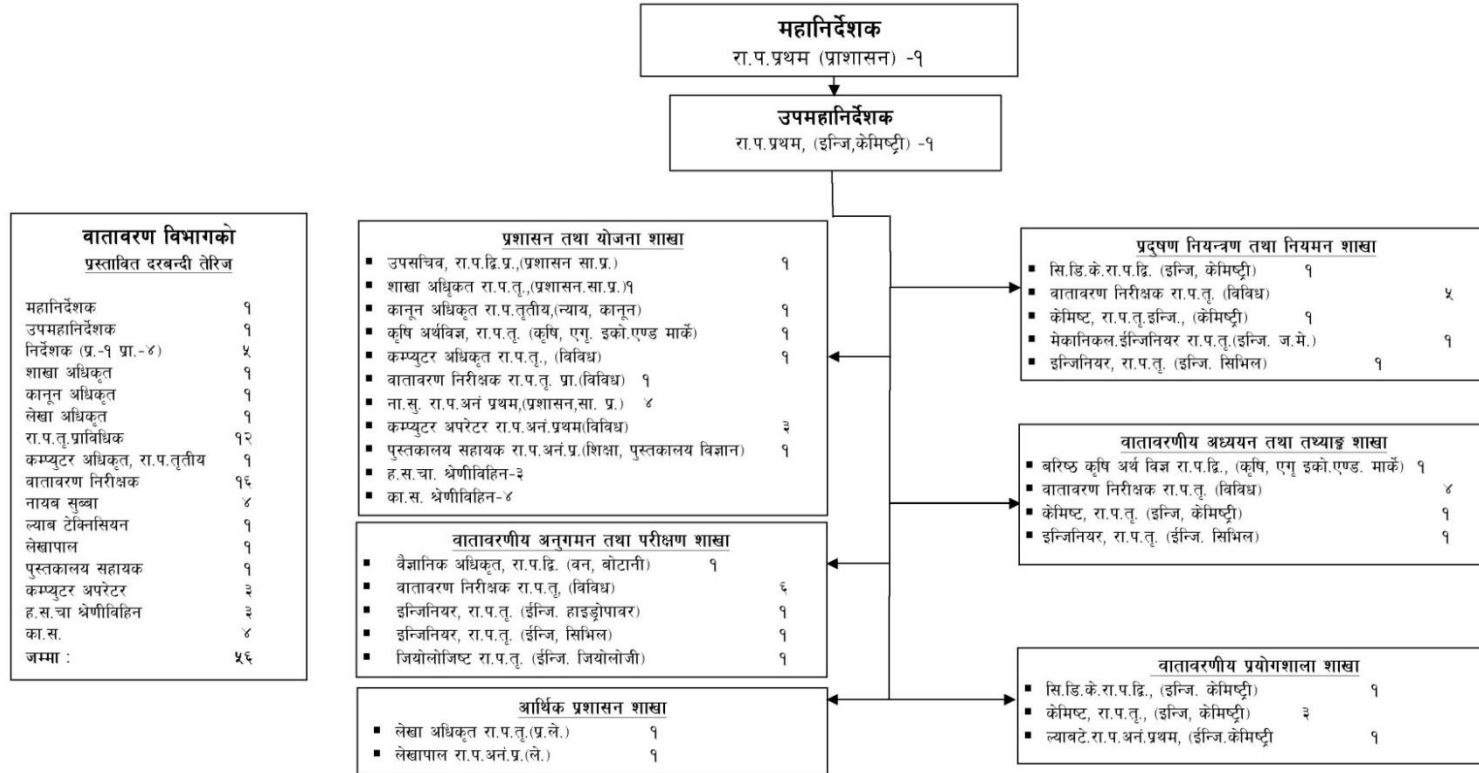 महानिर्देशक
रा.प.प्रथम (प्राशासन) -१
उपमहानिर्देशक
रा.प.प्रथम, (इन्जि,केमिष्ट्री) -१
वातावरण विभागको
प्रस्तावित दरबन्दी तेरिज
महानिर्देशक १
उपमहानिर्देशक १
निर्देशक (प्र.-१ प्रा.-४) ५
शाखा अधिकृत १
कानून अधिकृत १
लेखा अधिकृत १
रा.प.तृ.प्राविधिक १२
कम्प्युटर अधिकृत, रा.प.तृतीय १
वातावरण निरीक्षक १६
नायब सुब्बा ४
ल्याब टेक्निसियन १
लेखापाल १
पुस्तकालय सहायक १
कम्प्युटर अपरेटर ३
ह.स.चा श्रेणीविहिन ३
का.स. ४
जम्मा : ५६
प्रशासन तथा योजना शाखा
▪ उपसचिव, रा.प.द्वि.प्र.,(प्रशासन सा.प्र.) १
▪ शाखा अधिकृत रा.प.तृ.,(प्रशासन.सा.प्र.)१
▪ कानून अधिकृत रा.प.तृतीय,(न्याय, कानून) १
▪ कृषि अर्थविज्ञ, रा.प.तृ. (कृषि, एगृ. इको.एण्ड मार्के) १
▪ कम्प्युटर अधिकृत रा.प.तृ., (विविध) १
▪ वातावरण निरीक्षक रा.प.तृ. प्रा.(विविध) १
▪ ना.सु. रा.प.अनं प्रथम,(प्रशासन,सा. प्र.) ४
▪ कम्प्युटर अपरेटर रा.प.अनं.प्रथम(विविध) ३
▪ पुस्तकालय सहायक रा.प.अनं.प्र.(शिक्षा, पुस्तकालय विज्ञान) १
▪ ह.स.चा. श्रेणीविहिन-३
▪ का.स. श्रेणीविहिन-४
वातावरणीय अनुगमन तथा परीक्षण शाखा
▪ वैज्ञानिक अधिकृत, रा.प.द्वि. (वन, बोटानी) १
▪ वातावरण निरीक्षक रा.प.तृ, (विविध) ६
▪ इन्जिनियर, रा.प.तृ. (ईन्जि. हाइड्रोपावर) १
▪ इन्जिनियर, रा.प.तृ. (ईन्जि, सिभिल) १
▪ जियोलोजिष्ट रा.प.तृ. (ईन्जि. जियोलोजी) १
आर्थिक प्रशासन शाखा
▪ लेखा अधिकृत रा.प.तृ.(प्र.ले.) १
▪ लेखापाल रा.प.अनं.प्र.(ले.) १
प्रदुषण नियन्त्रण तथा नियमन शाखा
▪ सि.डि.के.रा.प.द्वि. (इन्जि, केमिष्ट्री) १
▪ वातावरण निरीक्षक रा.प.तृ. (विविध) ५
▪ केमिष्ट, रा.प.तृ.इन्जि., (केमिष्ट्री) १
▪ मेकानिकल.ईन्जिनियर रा.प.तृ.(इन्जि. ज.मे.) १
▪ इन्जिनियर, रा.प.तृ. (इन्जि. सिभिल) १
वातावरणीय अध्ययन तथा तथ्याङ्क शाखा
▪ बरिष्ठ कृषि अर्थ विज्ञ रा.प.द्वि., (कृषि, एगृ इको.एण्ड. मार्के) १
▪ वातावरण निरीक्षक रा.प.तृ. (विविध) ४
▪ केमिष्ट, रा.प.तृ. (इन्जि, केमिष्ट्री) १
▪ इन्जिनियर, रा.प.तृ. (ईन्जि. सिभिल) १
वातावरणीय प्रयोगशाला शाखा
▪ सि.डि.के.रा.प.द्वि., (इन्जि. केमिष्ट्री) १
▪ केमिष्ट, रा.प.तृ., (इन्जि, केमिष्ट्री) ३
▪ ल्याबटे.रा.प.अनं.प्रथम, (ईन्जि.केमिष्ट्री १